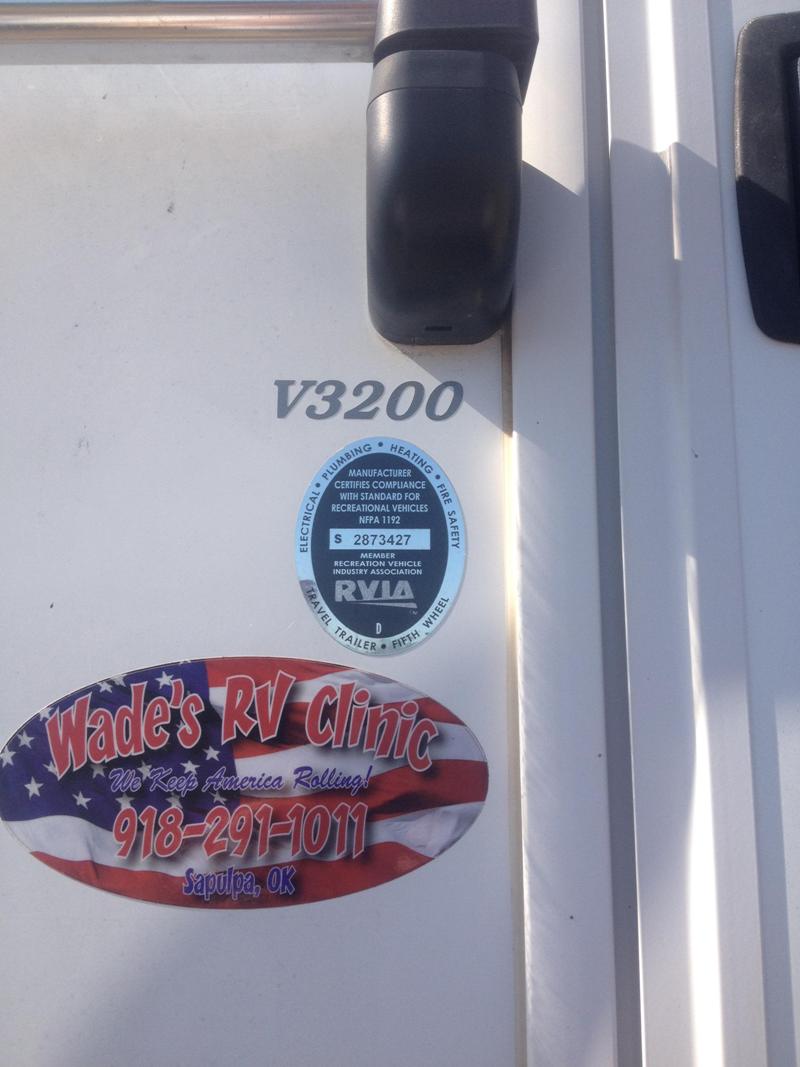 V3200
ELECTRICAL • PLUMBING • HEATING • FIRE SAFETY
MANUFACTURER
CERTIFIES COMPLIANCE
WITH STANDARD FOR
RECREATIONAL VEHICLES
NFPA 1192
S 2873427
MEMBER
RECREATION VEHICLE
INDUSTRY ASSOCIATION
RVIA
TM
D
TRAVEL TRAILER • FIFTH WHEEL
Wade's RV Clinic
We Keep America Rolling!
918-291-1011
Sapulpa, OK